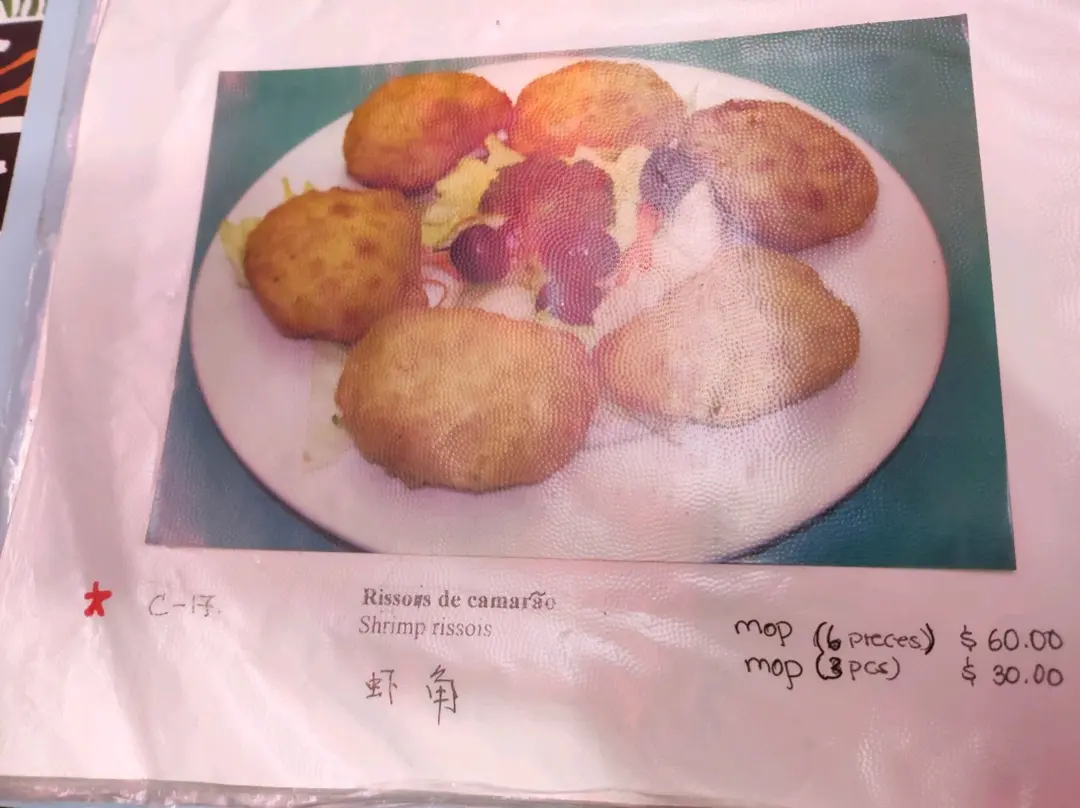 ★ C-17. Rissois de camarão
Shrimp rissois
虾 角
mop (6 pieces) $ 60.00
mop (3 pcs) $ 30.00